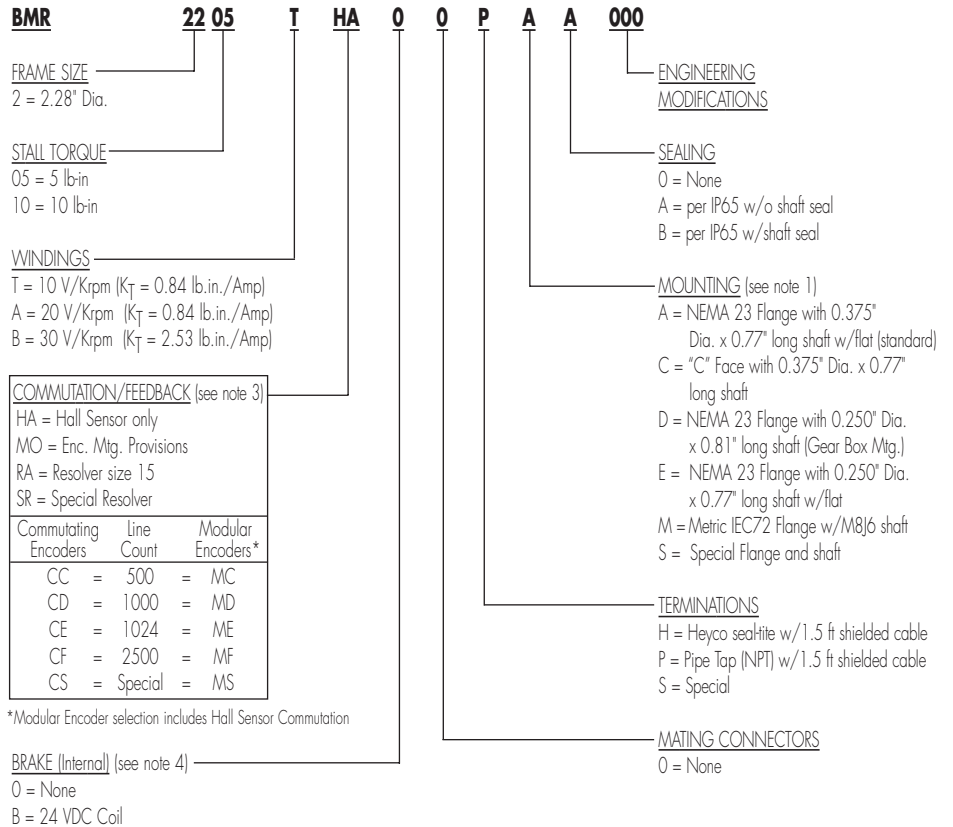 BMR 22 05 T HA 0 0 P A A 000
FRAME SIZE
2 = 2.28" Dia.
STALL TORQUE
05 = 5 lb-in
10 = 10 lb-in
WINDINGS
T = 10 V/Krpm (KT = 0.84 lb.in./Amp)
A = 20 V/Krpm (KT = 0.84 lb.in./Amp)
B = 30 V/Krpm (KT = 2.53 lb.in./Amp)
COMMUTATION/FEEDBACK (see note 3)
HA = Hall Sensor only
MO = Enc. Mtg. Provisions
RA = Resolver size 15
SR = Special Resolver
Commutating Line Modular
Encoders Count Encoders*
CC = 500 = MC
CD = 1000 = MD
CE = 1024 = ME
CF = 2500 = MF
CS = Special = MS
*Modular Encoder selection includes Hall Sensor Commutation
BRAKE (Internal) (see note 4)
0 = None
B = 24 VDC Coil
ENGINEERING
MODIFICATIONS
SEALING
0 = None
A = per IP65 w/o shaft seal
B = per IP65 w/shaft seal
MOUNTING (see note 1)
A = NEMA 23 Flange with 0.375"
Dia. x 0.77" long shaft w/flat (standard)
C = "C" Face with 0.375" Dia. x 0.77"
long shaft
D = NEMA 23 Flange with 0.250" Dia.
x 0.81" long shaft (Gear Box Mtg.)
E = NEMA 23 Flange with 0.250" Dia.
x 0.77" long shaft w/flat
M = Metric IEC72 Flange w/M8J6 shaft
S = Special Flange and shaft
TERMINATIONS
H = Heyco seal-tite w/1.5 ft shielded cable
P = Pipe Tap (NPT) w/1.5 ft shielded cable
S = Special
MATING CONNECTORS
0 = None